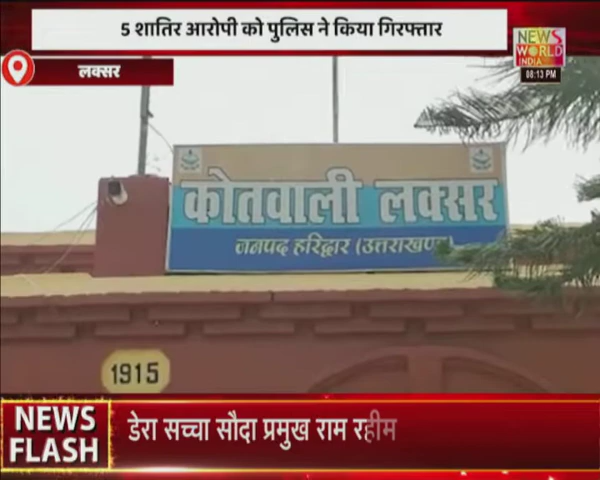 5 शातिर आरोपी को पुलिस ने किया गिरफ्तार
लक्सर
NEWS
WORLD
INDIA
08:13 PM
कोतवाली लक्सर
जनपद हरिद्वार (उत्तराखण्ड)
1915
NEWS
FLASH
डेरा सच्चा सौदा प्रमुख राम रहीम